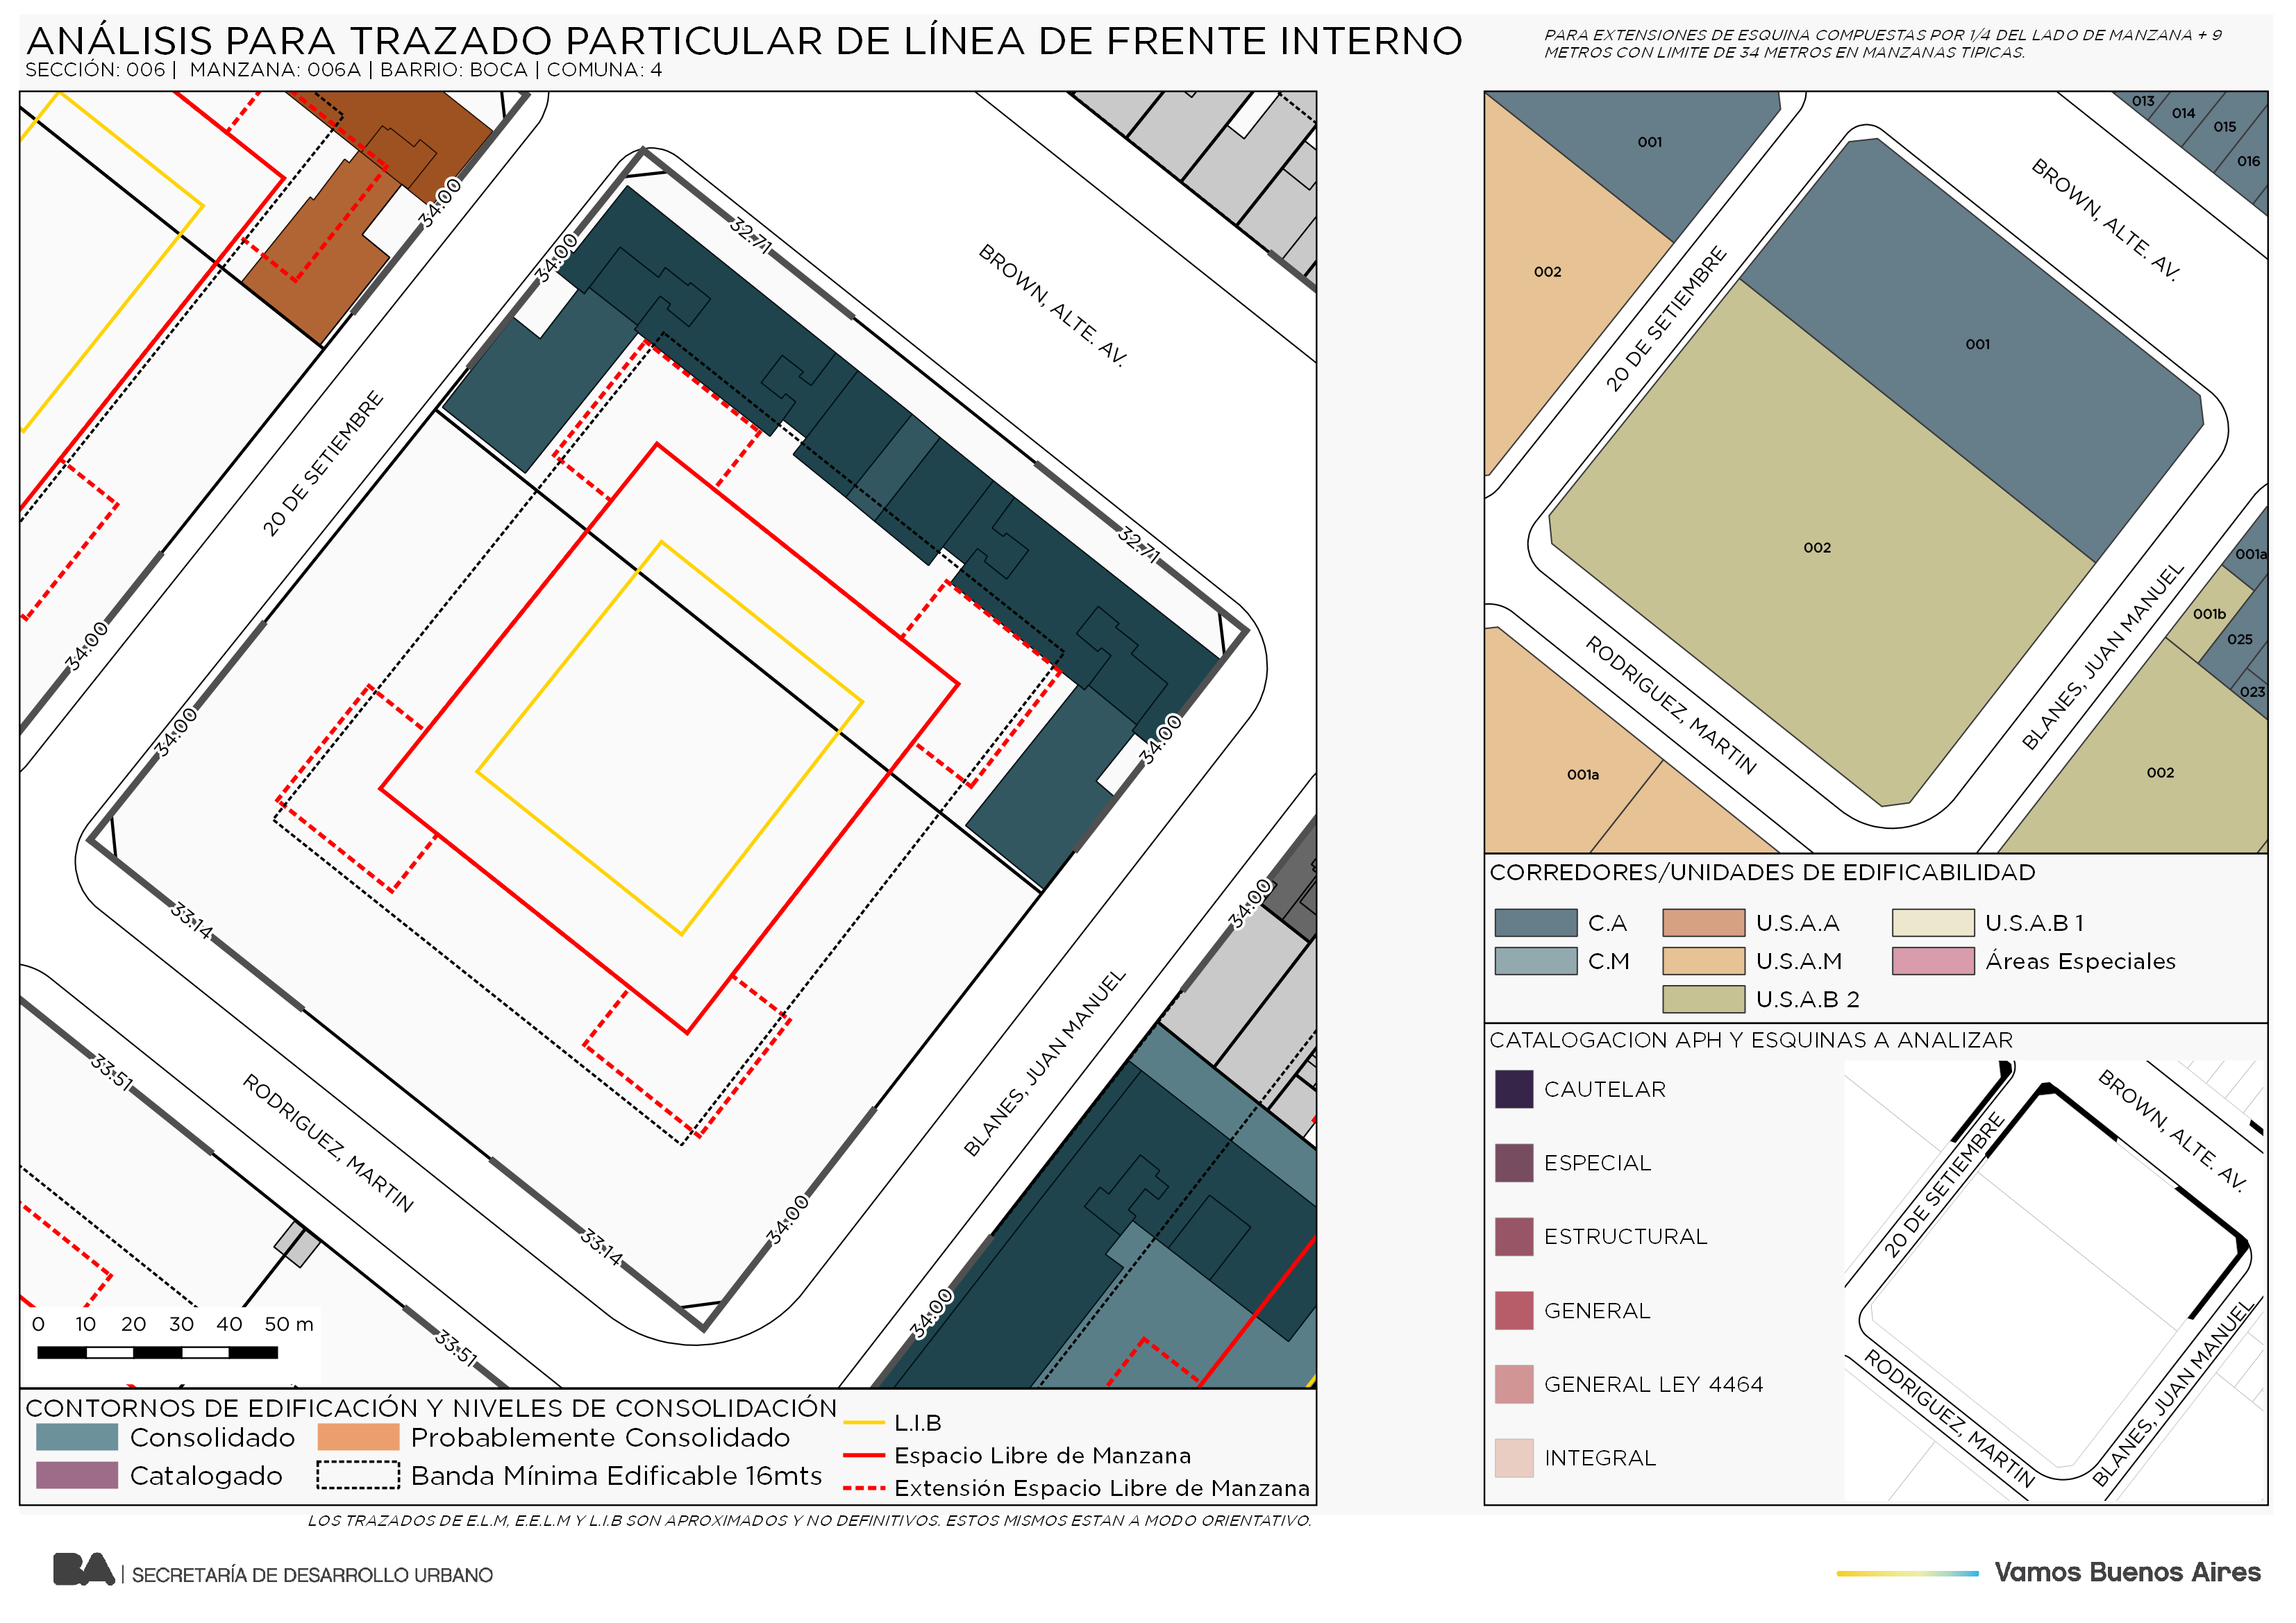 ANÁLISIS PARA TRAZADO PARTICULAR DE LÍNEA DE FRENTE INTERNO
SECCIÓN: 006 | MANZANA: 006A | BARRIO: BOCA | COMUNA: 4
PARA EXTENSIONES DE ESQUINA COMPUESTAS POR 1/4 DEL LADO DE MANZANA + 9
METROS CON LIMITE DE 34 METROS EN MANZANAS TIPICAS.
34:00
34:00
32.71
BROWN, ALTE. AV.
20 DE SETIEMBRE
32.71
34:00
34:00
34:00
34:00
33.14
33.51
RODRIGUEZ, MARTIN
BLANES, JUAN MANUEL
33.14
34:00
34:00
33.51
0 10 20 30 40 50 m
CONTORNOS DE EDIFICACIÓN Y NIVELES DE CONSOLIDACIÓN
Consolidado
Probablemente Consolidado
Catalogado
Banda Mínima Edificable 16mts
L.I.B
Espacio Libre de Manzana
Extensión Espacio Libre de Manzana
LOS TRAZADOS DE E.L.M, E.E.L.M Y L.I.B SON APROXIMADOS Y NO DEFINITIVOS. ESTOS MISMOS ESTAN A MODO ORIENTATIVO.
013
014
015
016
001
002
BROWN, ALTE. AV.
20 DE SETIEMBRE
001
002
001a
001b
025
023
RODRIGUEZ, MARTIN
BLANES, JUAN MANUEL
001a
002
CORREDORES/UNIDADES DE EDIFICABILIDAD
C.A
U.S.A.A
U.S.A.B 1
C.M
U.S.A.M
Áreas Especiales
U.S.A.B 2
CATALOGACION APH Y ESQUINAS A ANALIZAR
CAUTELAR
ESPECIAL
ESTRUCTURAL
GENERAL
GENERAL LEY 4464
INTEGRAL
BROWN, ALTE. AV.
20 DE SETIEMBRE
RODRIGUEZ, MARTIN
BLANES, JUAN MANUEL
BA | SECRETARÍA DE DESARROLLO URBANO
Vamos Buenos Aires